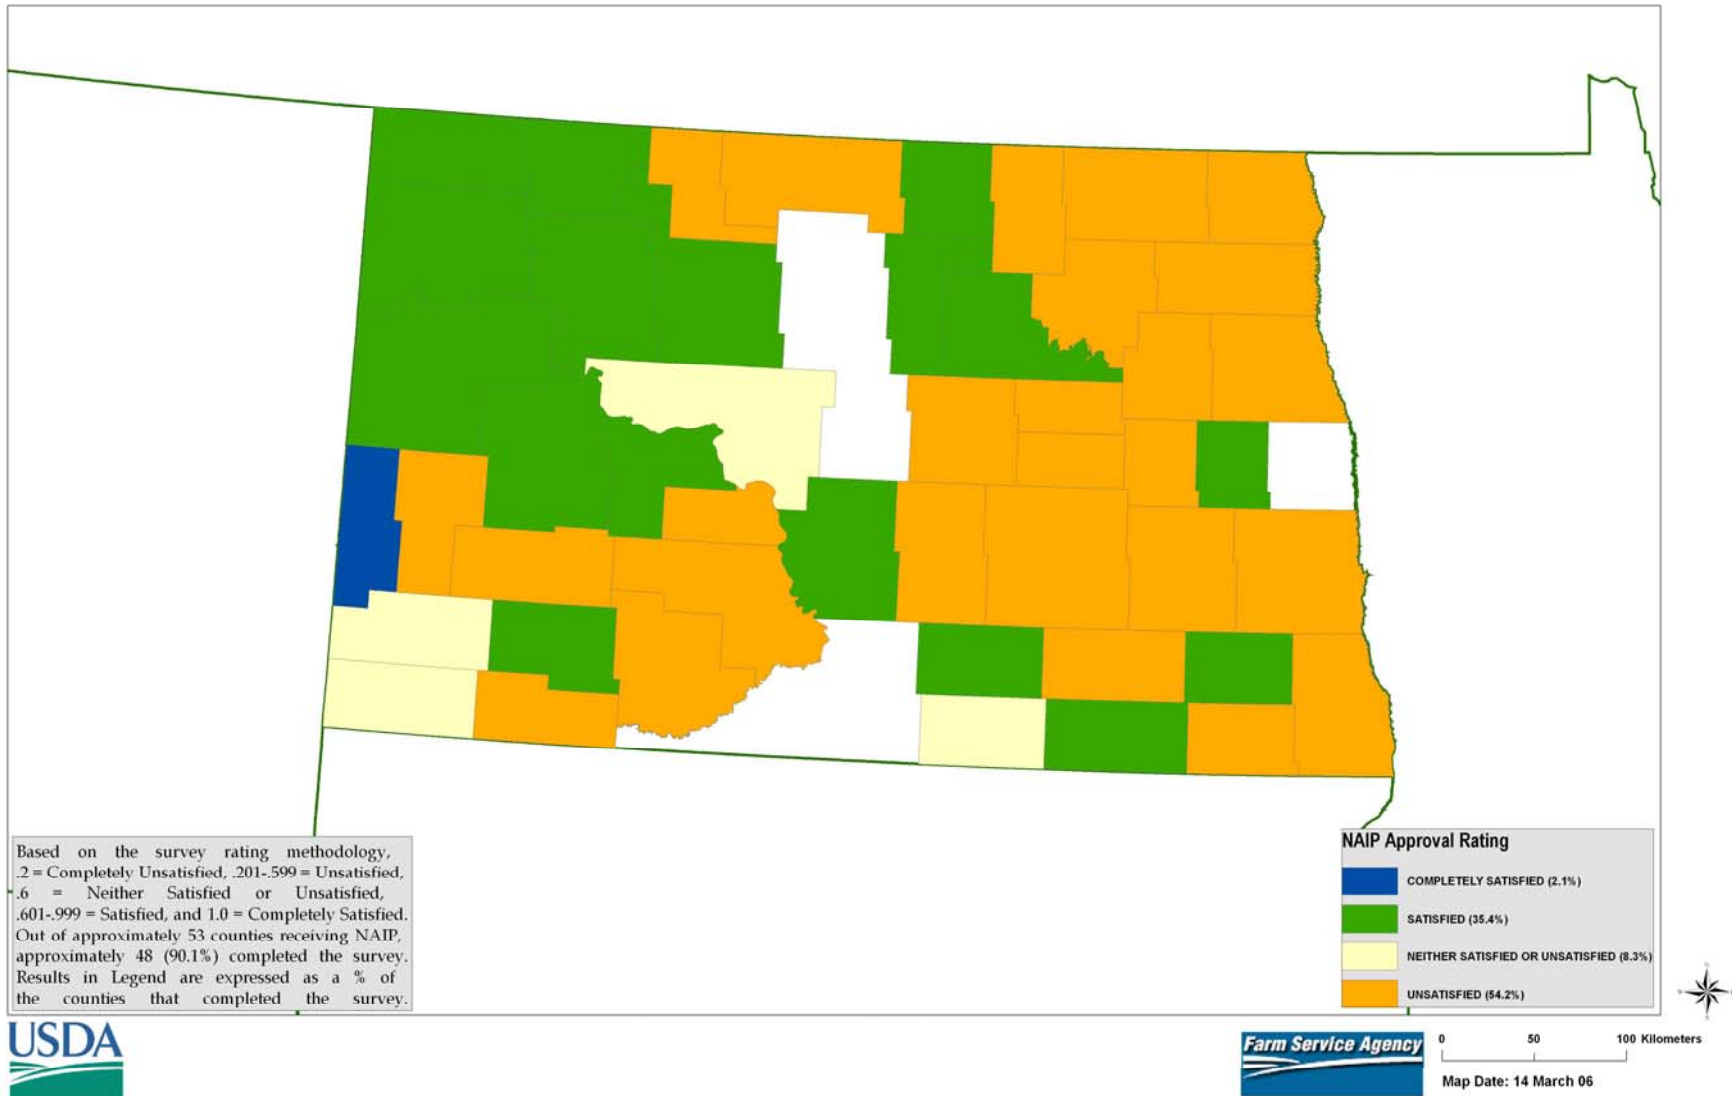 Based on the survey rating methodology,
.2 = Completely Unsatisfied, .201-.599 = Unsatisfied,
.6 = Neither Satisfied or Unsatisfied,
.601-.999 = Satisfied, and 1.0 = Completely Satisfied.
Out of approximately 53 counties receiving NAIP,
approximately 48 (90.1%) completed the survey.
Results in Legend are expressed as a % of
the counties that completed the survey.
NAIP Approval Rating
COMPLETELY SATISFIED (2.1%)
SATISFIED (35.4%)
NEITHER SATISFIED OR UNSATISFIED (8.3%)
UNSATISFIED (54.2%)
USDA
Farm Service Agency
0 50 100 Kilometers
Map Date: 14 March 06